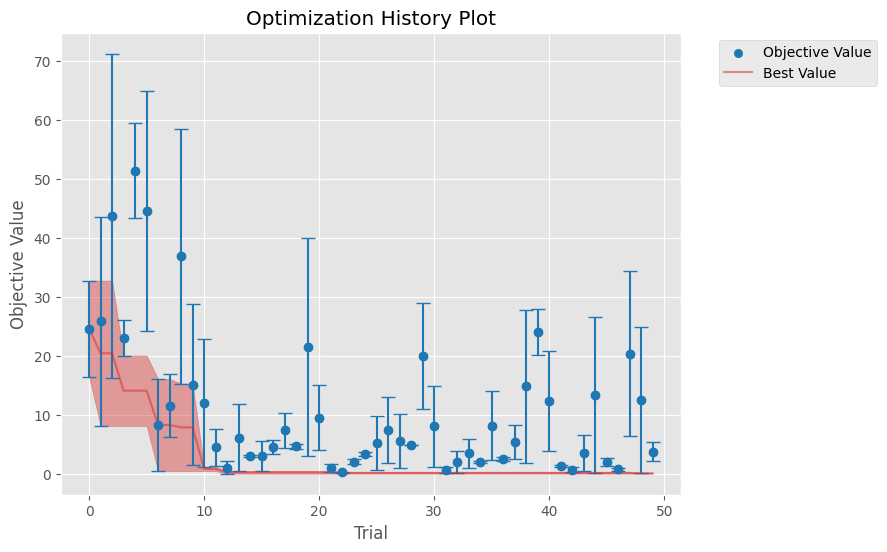 Optimization History Plot
Objective Value
Best Value
Objective Value
70
60
50
40
30
20
10
0
0 10 20 30 40 50
Trial